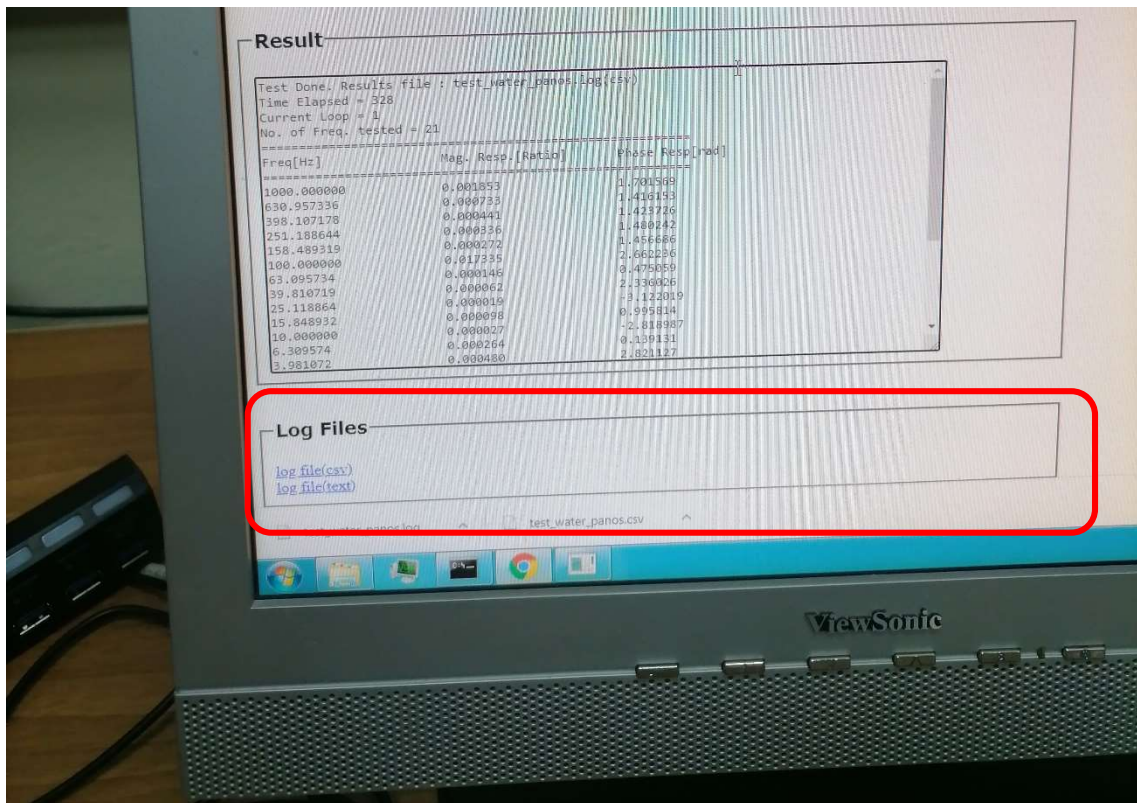 Result
Test Done. Results file : test_water_panos.log(csv)
Time Elapsed = 328
Current Loop = 1
No. of Freq. tested = 21
Freq[Hz] Mag. Resp.[Ratio] Phase Resp[rad]
1000.000000 0.001853 1.701569
630.957336 0.000733 1.416153
398.107178 0.000441 1.423726
251.188644 0.000336 1.480242
158.489319 0.000272 1.456686
100.000000 0.017335 2.662236
63.095734 0.000146 0.475059
39.810719 0.000062 2.336026
25.118864 0.000019 -3.122019
15.848932 0.000098 0.995814
10.000000 0.000027 -2.818987
6.309574 0.000264 0.139131
3.981072 0.000480 2.821127
Log Files
log file(csv)
log file(text)
test_water_panos.log test_water_panos.csv
ViewSonic